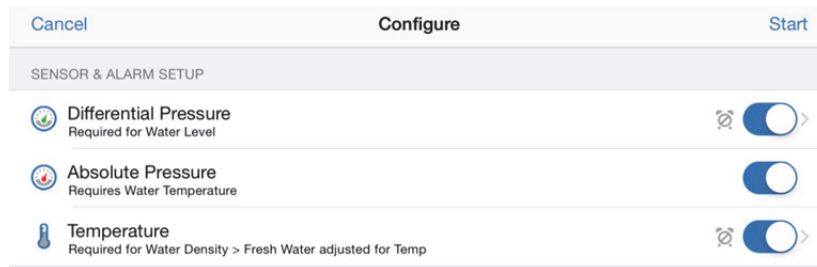 Cancel Configure Start
SENSOR & ALARM SETUP
Differential Pressure
Required for Water Level
Absolute Pressure
Requires Water Temperature
Temperature
Required for Water Density > Fresh Water adjusted for Temp